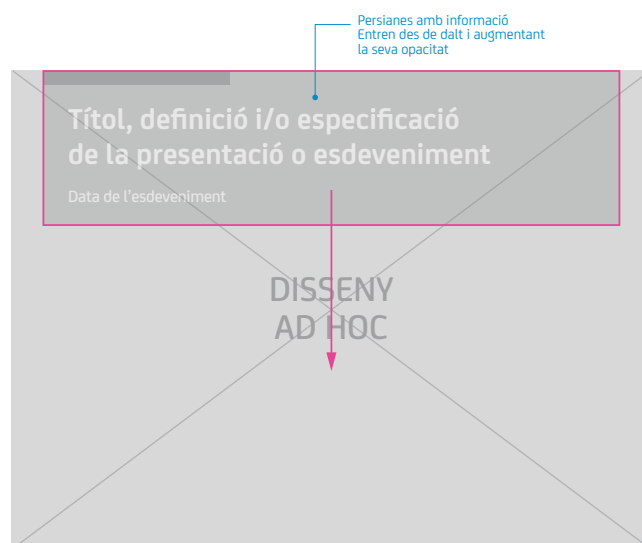 Persianes amb informació
Entren des de dalt i augmentant
la seva opacitat
Títol, definició i/o especificació
de la presentació o esdeveniment
Data de l'esdeveniment
DISSENY
AD HOC